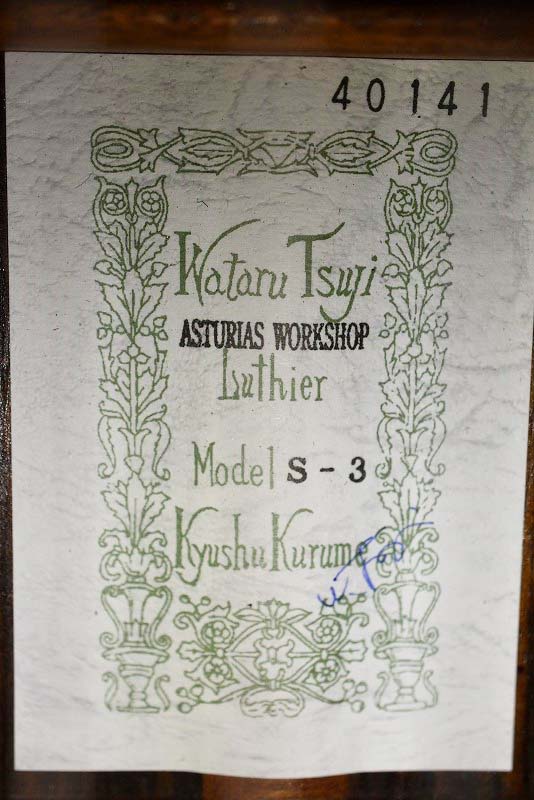 40141
Wataru Tsuji
ASTURIAS WORKSHOP
Luthier
Model S-3
Kyushu Kurume